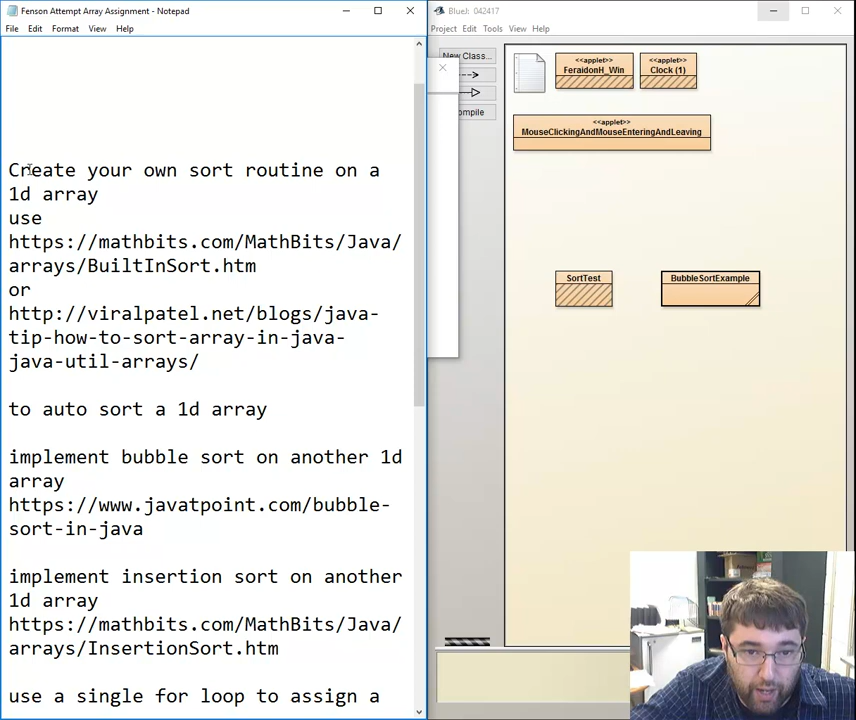 Fenson Attempt Array Assignment - Notepad
File Edit Format View Help
Create your own sort routine on a
1d array
use
https://mathbits.com/MathBits/Java/
arrays/BuiltInSort.htm
or
http://viralpatel.net/blogs/java-
tip-how-to-sort-array-in-java-
java-util-arrays/
to auto sort a 1d array
implement bubble sort on another 1d
array
https://www.javatpoint.com/bubble-
sort-in-java
implement insertion sort on another
1d array
https://mathbits.com/MathBits/Java/
arrays/InsertionSort.htm
use a single for loop to assign a
BlueJ: 042417
Project Edit Tools View Help
New Class...
ompile
<<applet>>
FeraidonH_Win
<<applet>>
Clock (1)
<<applet>>
MouseClickingAndMouseEnteringAndLeaving
SortTest
BubbleSortExample